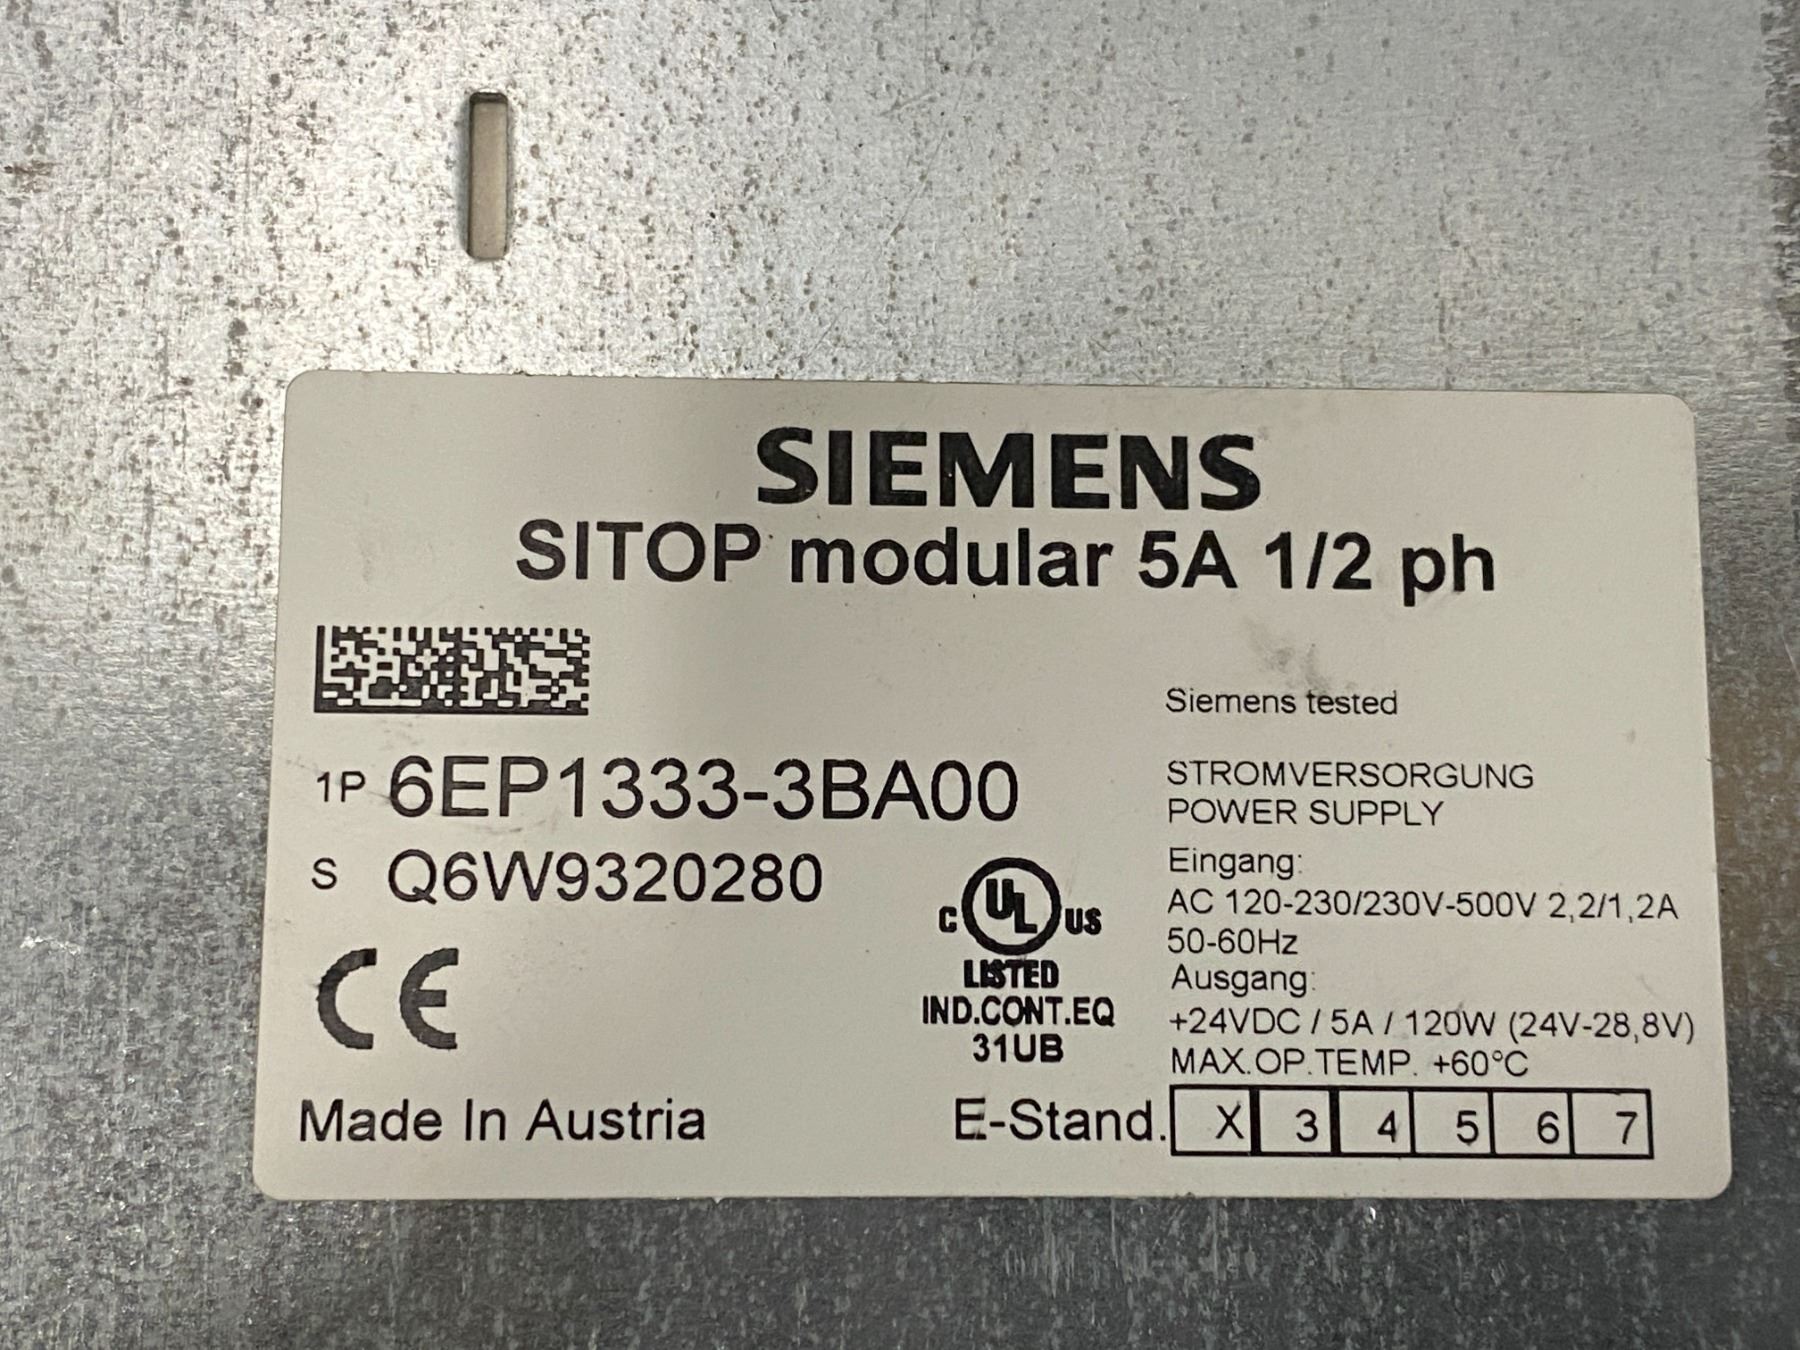 SIEMENS
SITOP modular 5A 1/2 ph
Siemens tested
1P 6EP1333-3BA00
S Q6W9320280
STROMVERSORGUNG
POWER SUPPLY
Eingang:
AC 120-230/230V-500V 2,2/1,2A
50-60Hz
Ausgang:
+24VDC / 5A / 120W (24V-28,8V)
MAX.OP.TEMP. +60°C
C UL US
LISTED
IND.CONT.EQ
31UB
CE
Made In Austria
E-Stand. X 3 4 5 6 7